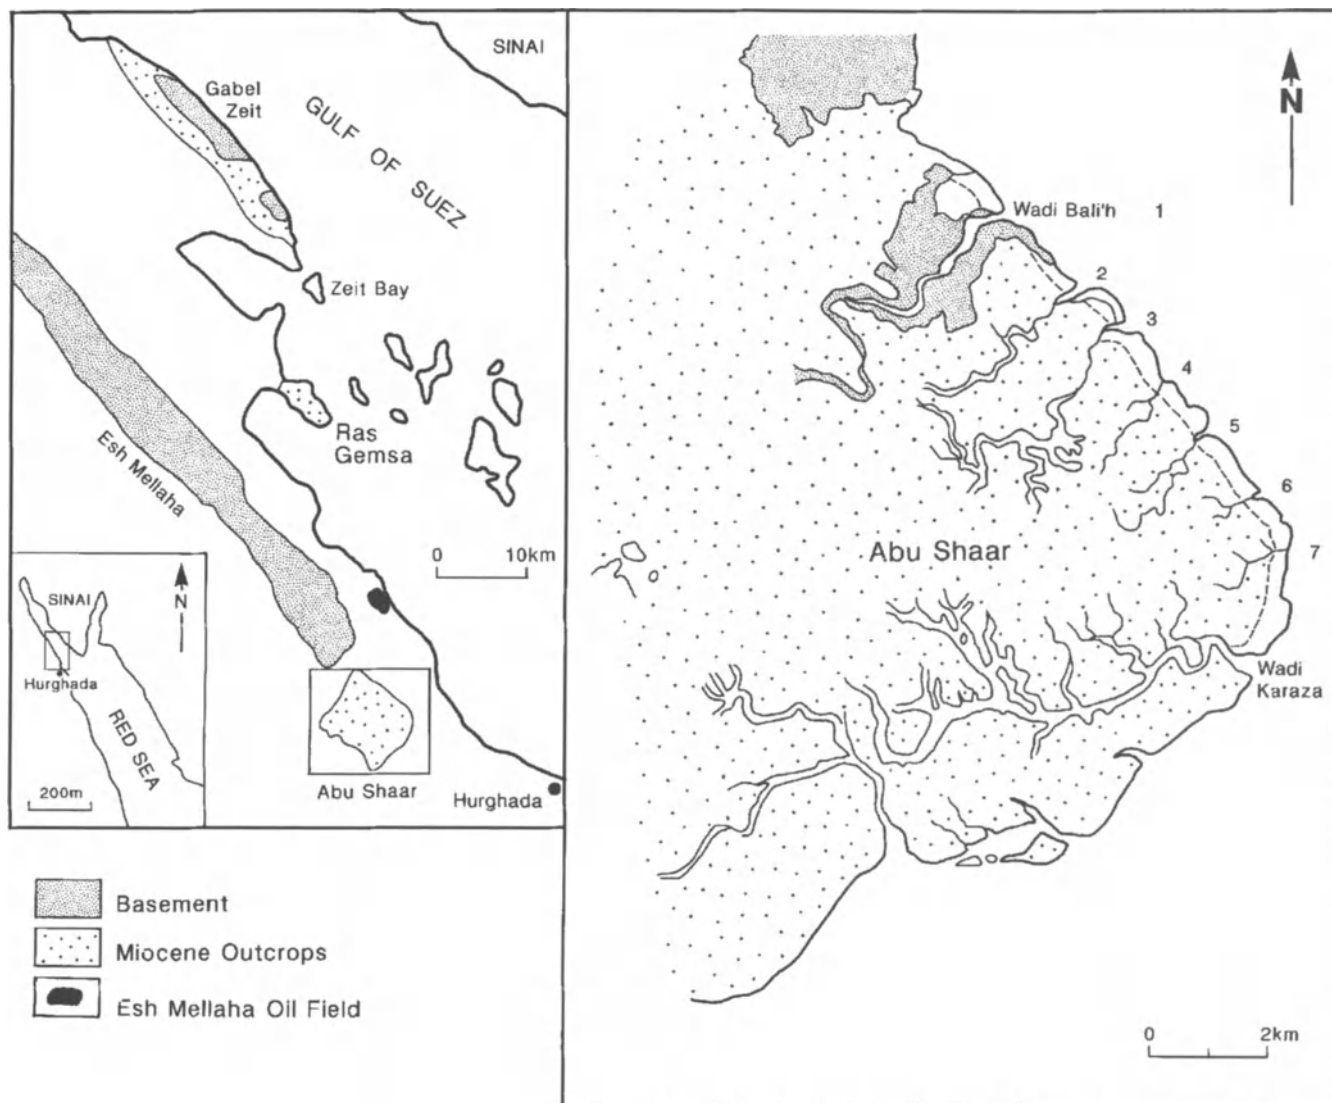 SINAI
Gabel
Zeit
GULF OF SUEZ
Zeit Bay
Ras
Gemsa
Esh Mellaha
0 10km
SINAI
N
Hurghada
RED SEA
200m
Abu Shaar
Hurghada
Basement
Miocene Outcrops
Esh Mellaha Oil Field
N
Wadi Bali'h 1
2
3
4
5
6
7
Abu Shaar
Wadi
Karaza
0 2km